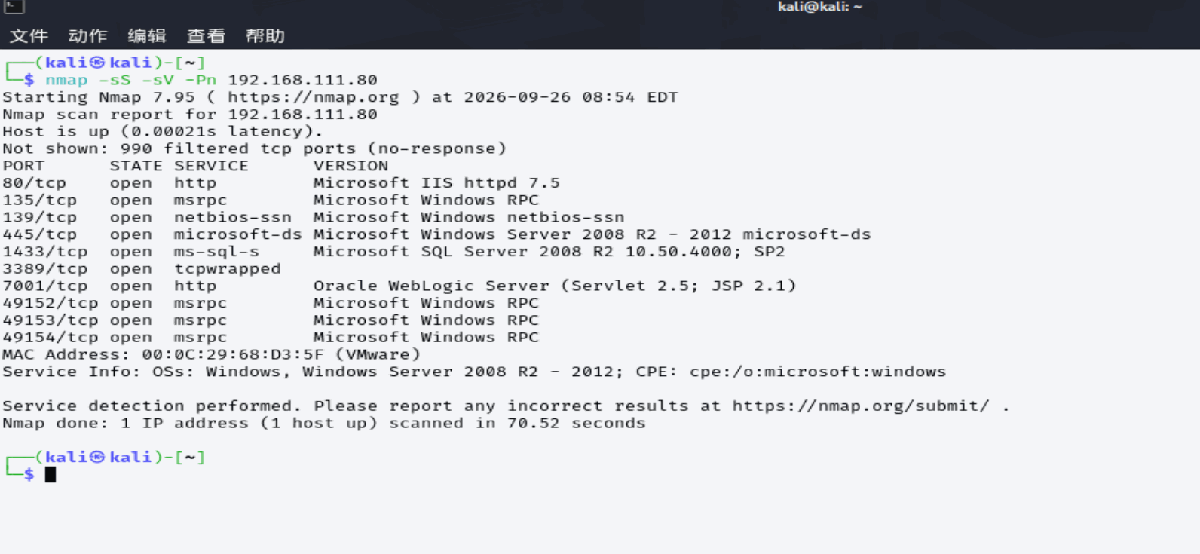 kali@kali: ~
文件 动作 编辑 查看 帮助
┌──(kali㉿kali)-[~]
└─$ nmap -sS -sV -Pn 192.168.111.80
Starting Nmap 7.95 ( https://nmap.org ) at 2026-09-26 08:54 EDT
Nmap scan report for 192.168.111.80
Host is up (0.00021s latency).
Not shown: 990 filtered tcp ports (no-response)
PORT      STATE SERVICE      VERSION
80/tcp    open  http         Microsoft IIS httpd 7.5
135/tcp   open  msrpc        Microsoft Windows RPC
139/tcp   open  netbios-ssn  Microsoft Windows netbios-ssn
445/tcp   open  microsoft-ds Microsoft Windows Server 2008 R2 - 2012 microsoft-ds
1433/tcp  open  ms-sql-s     Microsoft SQL Server 2008 R2 10.50.4000; SP2
3389/tcp  open  tcpwrapped
7001/tcp  open  http         Oracle WebLogic Server (Servlet 2.5; JSP 2.1)
49152/tcp open  msrpc        Microsoft Windows RPC
49153/tcp open  msrpc        Microsoft Windows RPC
49154/tcp open  msrpc        Microsoft Windows RPC
MAC Address: 00:0C:29:68:D3:5F (VMware)
Service Info: OSs: Windows, Windows Server 2008 R2 - 2012; CPE: cpe:/o:microsoft:windows
Service detection performed. Please report any incorrect results at https://nmap.org/submit/ .
Nmap done: 1 IP address (1 host up) scanned in 70.52 seconds
┌──(kali㉿kali)-[~]
└─$